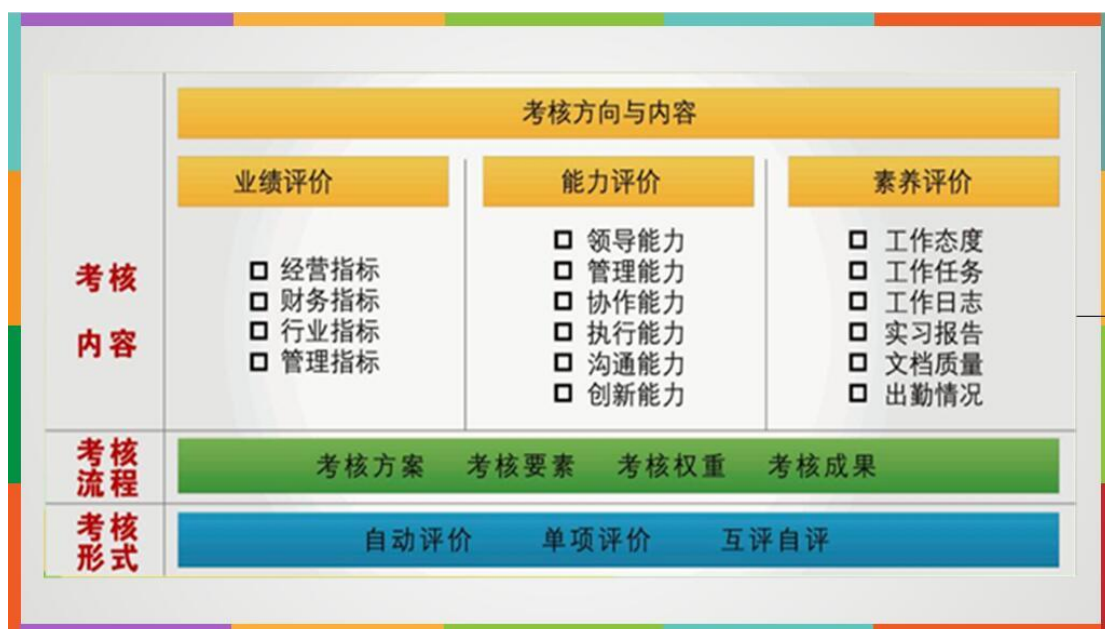 考核方向与内容
业绩评价
能力评价
素养评价
考核
内容
经营指标
财务指标
行业指标
管理指标
领导能力
管理能力
协作能力
执行能力
沟通能力
创新能力
工作态度
工作任务
工作日志
实习报告
文档质量
出勤情况
考核
流程
考核方案 考核要素 考核权重 考核成果
考核
形式
自动评价 单项评价 互评自评